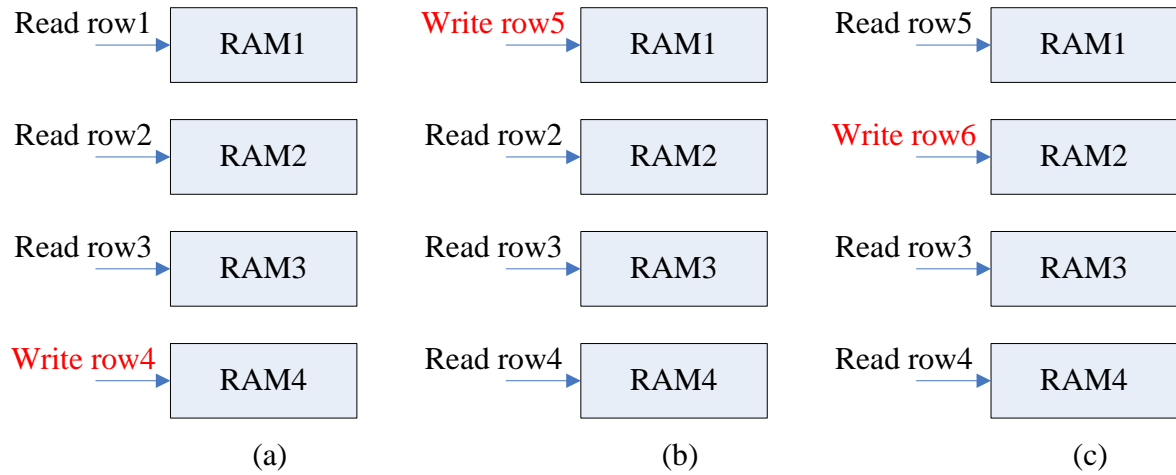 Read row1
RAM1
Write row5
RAM1
Read row5
RAM1
Read row2
RAM2
Read row2
RAM2
Write row6
RAM2
Read row3
RAM3
Read row3
RAM3
Read row3
RAM3
Write row4
RAM4
Read row4
RAM4
Read row4
RAM4
(a)
(b)
(c)